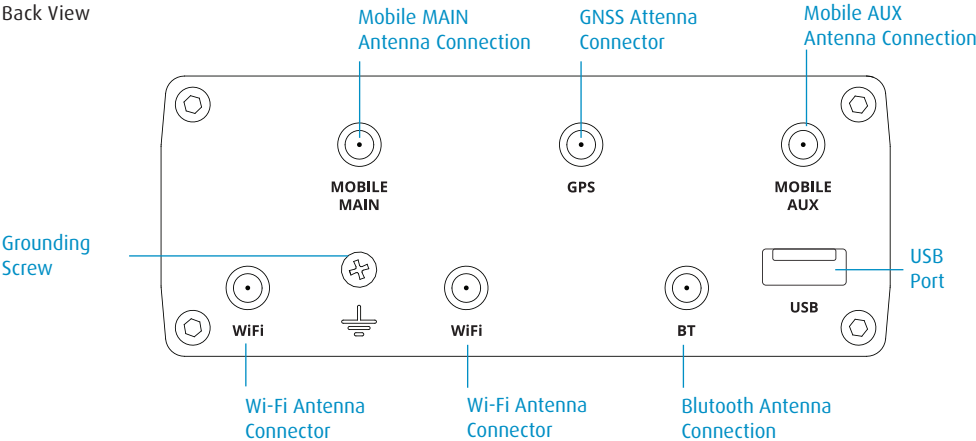 Back View
Mobile MAIN
Antenna Connection
GNSS Attenna
Connector
Mobile AUX
Antenna Connection
MOBILE
MAIN
GPS
MOBILE
AUX
Grounding
Screw
USB
Port
USB
WiFi
WiFi
BT
Wi-Fi Antenna
Connector
Wi-Fi Antenna
Connector
Blutooth Antenna
Connection